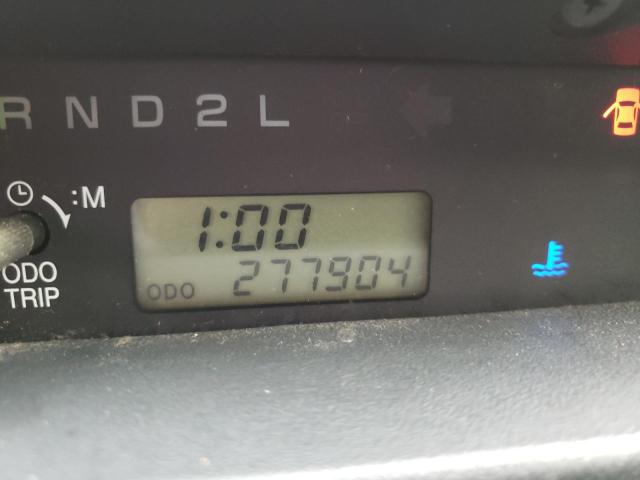 R N D 2 L
:M
1:00
ODO 277904
ODO
TRIP